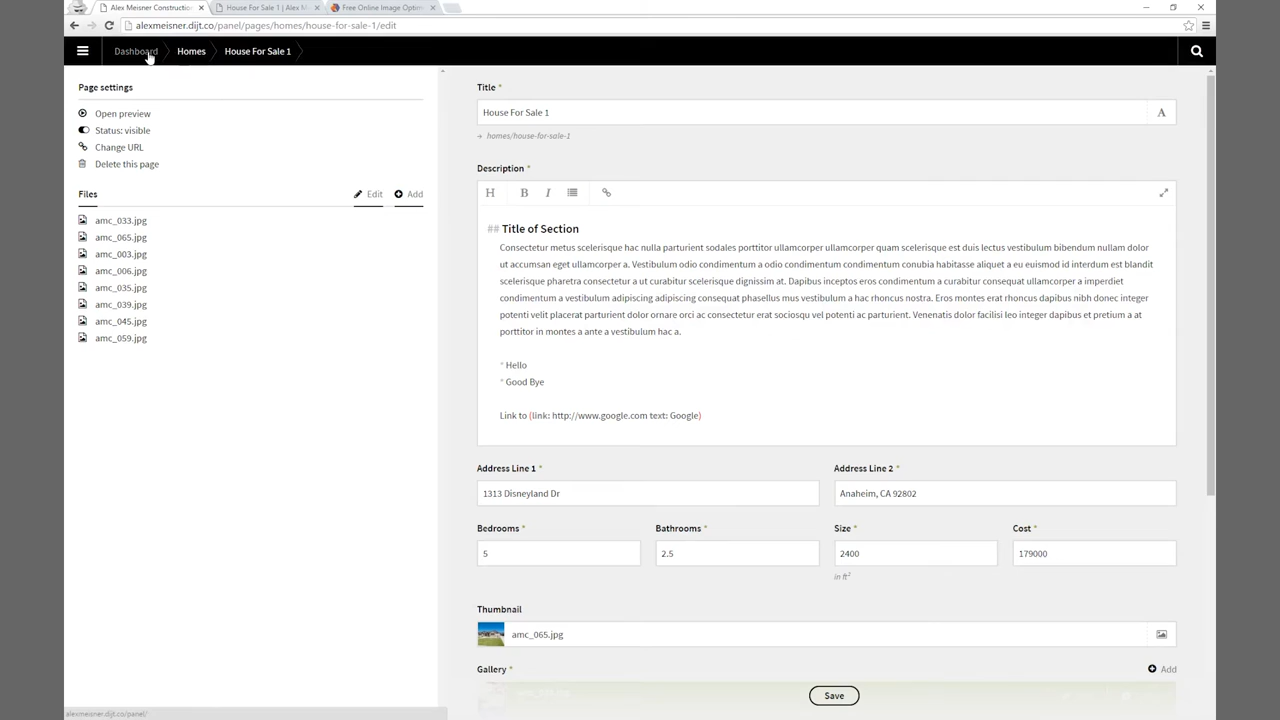 Alex Meisner Constructio
House For Sale 1 | Alex M
Free Online Image Optim
alexmeisner.dijt.co/panel/pages/homes/house-for-sale-1/edit
Dashboard
Homes
House For Sale 1
Page settings
Open preview
Status: visible
Change URL
Delete this page
Files
Edit
Add
amc_033.jpg
amc_065.jpg
amc_003.jpg
amc_006.jpg
amc_035.jpg
amc_039.jpg
amc_045.jpg
amc_059.jpg
Title *
House For Sale 1
A
→ homes/house-for-sale-1
Description *
H B I
## Title of Section
Consectetur metus scelerisque hac nulla parturient sodales porttitor ullamcorper ullamcorper quam scelerisque est duis lectus vestibulum bibendum nullam dolor
ut accumsan eget ullamcorper a. Vestibulum odio condimentum a odio condimentum condimentum conubia habitasse aliquet a eu euismod id interdum est blandit
scelerisque pharetra consectetur a ut curabitur scelerisque dignissim at. Dapibus inceptos eros condimentum a curabitur consequat ullamcorper a imperdiet
condimentum a vestibulum adipiscing adipiscing consequat phasellus mus vestibulum a hac rhoncus nostra. Eros montes erat rhoncus dapibus nibh donec integer
potenti velit placerat parturient dolor ornare orci ac consectetur erat sociosqu vel potenti ac parturient. Venenatis dolor facilisi leo integer dapibus et pretium a at
porttitor in montes a ante a vestibulum hac a.
* Hello
* Good Bye
Link to (link: http://www.google.com text: Google)
Address Line 1 *
1313 Disneyland Dr
Address Line 2 *
Anaheim, CA 92802
Bedrooms *
5
Bathrooms *
2.5
Size *
2400
in ft²
Cost *
179000
Thumbnail
amc_065.jpg
Gallery *
Add
Save
alexmeisner.dijt.co/panel/